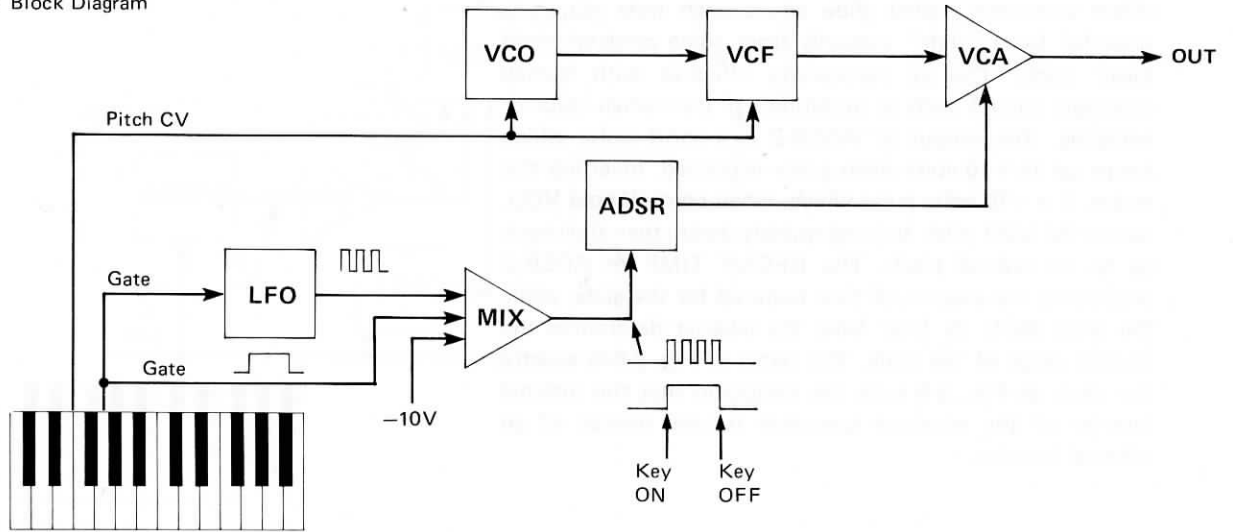 Block Diagram
VCO
VCF
VCA
OUT
Pitch CV
ADSR
Gate
LFO
MIX
Gate
−10V
Key
ON
Key
OFF